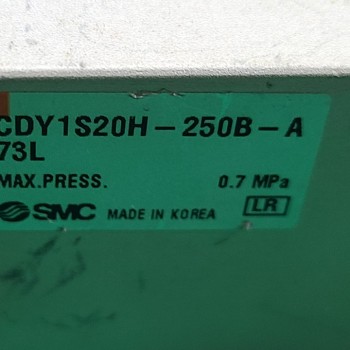 CDY1S20H-250B-A
73L
MAX.PRESS. 0.7 MPa
SMC MADE IN KOREA LR